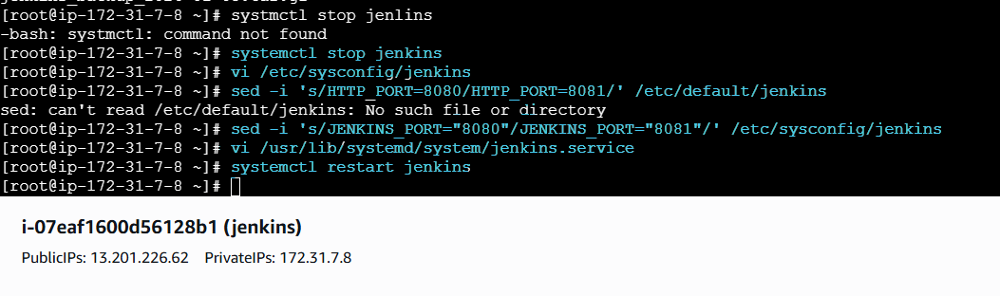 [root@ip-172-31-7-8 ~]# systmctl stop jenlins
-bash: systmctl: command not found
[root@ip-172-31-7-8 ~]# systemctl stop jenkins
[root@ip-172-31-7-8 ~]# vi /etc/sysconfig/jenkins
[root@ip-172-31-7-8 ~]# sed -i 's/HTTP_PORT=8080/HTTP_PORT=8081/' /etc/default/jenkins
sed: can't read /etc/default/jenkins: No such file or directory
[root@ip-172-31-7-8 ~]# sed -i 's/JENKINS_PORT="8080"/JENKINS_PORT="8081"/' /etc/sysconfig/jenkins
[root@ip-172-31-7-8 ~]# vi /usr/lib/systemd/system/jenkins.service
[root@ip-172-31-7-8 ~]# systemctl restart jenkins
[root@ip-172-31-7-8 ~]#
i-07eaf1600d56128b1 (jenkins)
PublicIPs: 13.201.226.62 PrivateIPs: 172.31.7.8